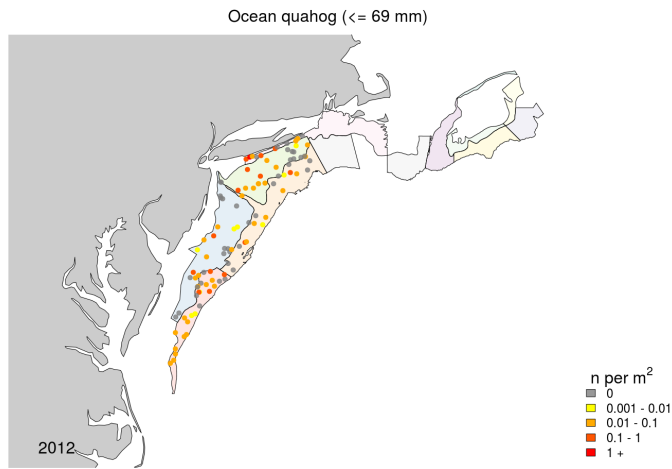 Ocean quahog (<= 69 mm)
n per m²
0
0.001 - 0.01
0.01 - 0.1
0.1 - 1
1 +
2012